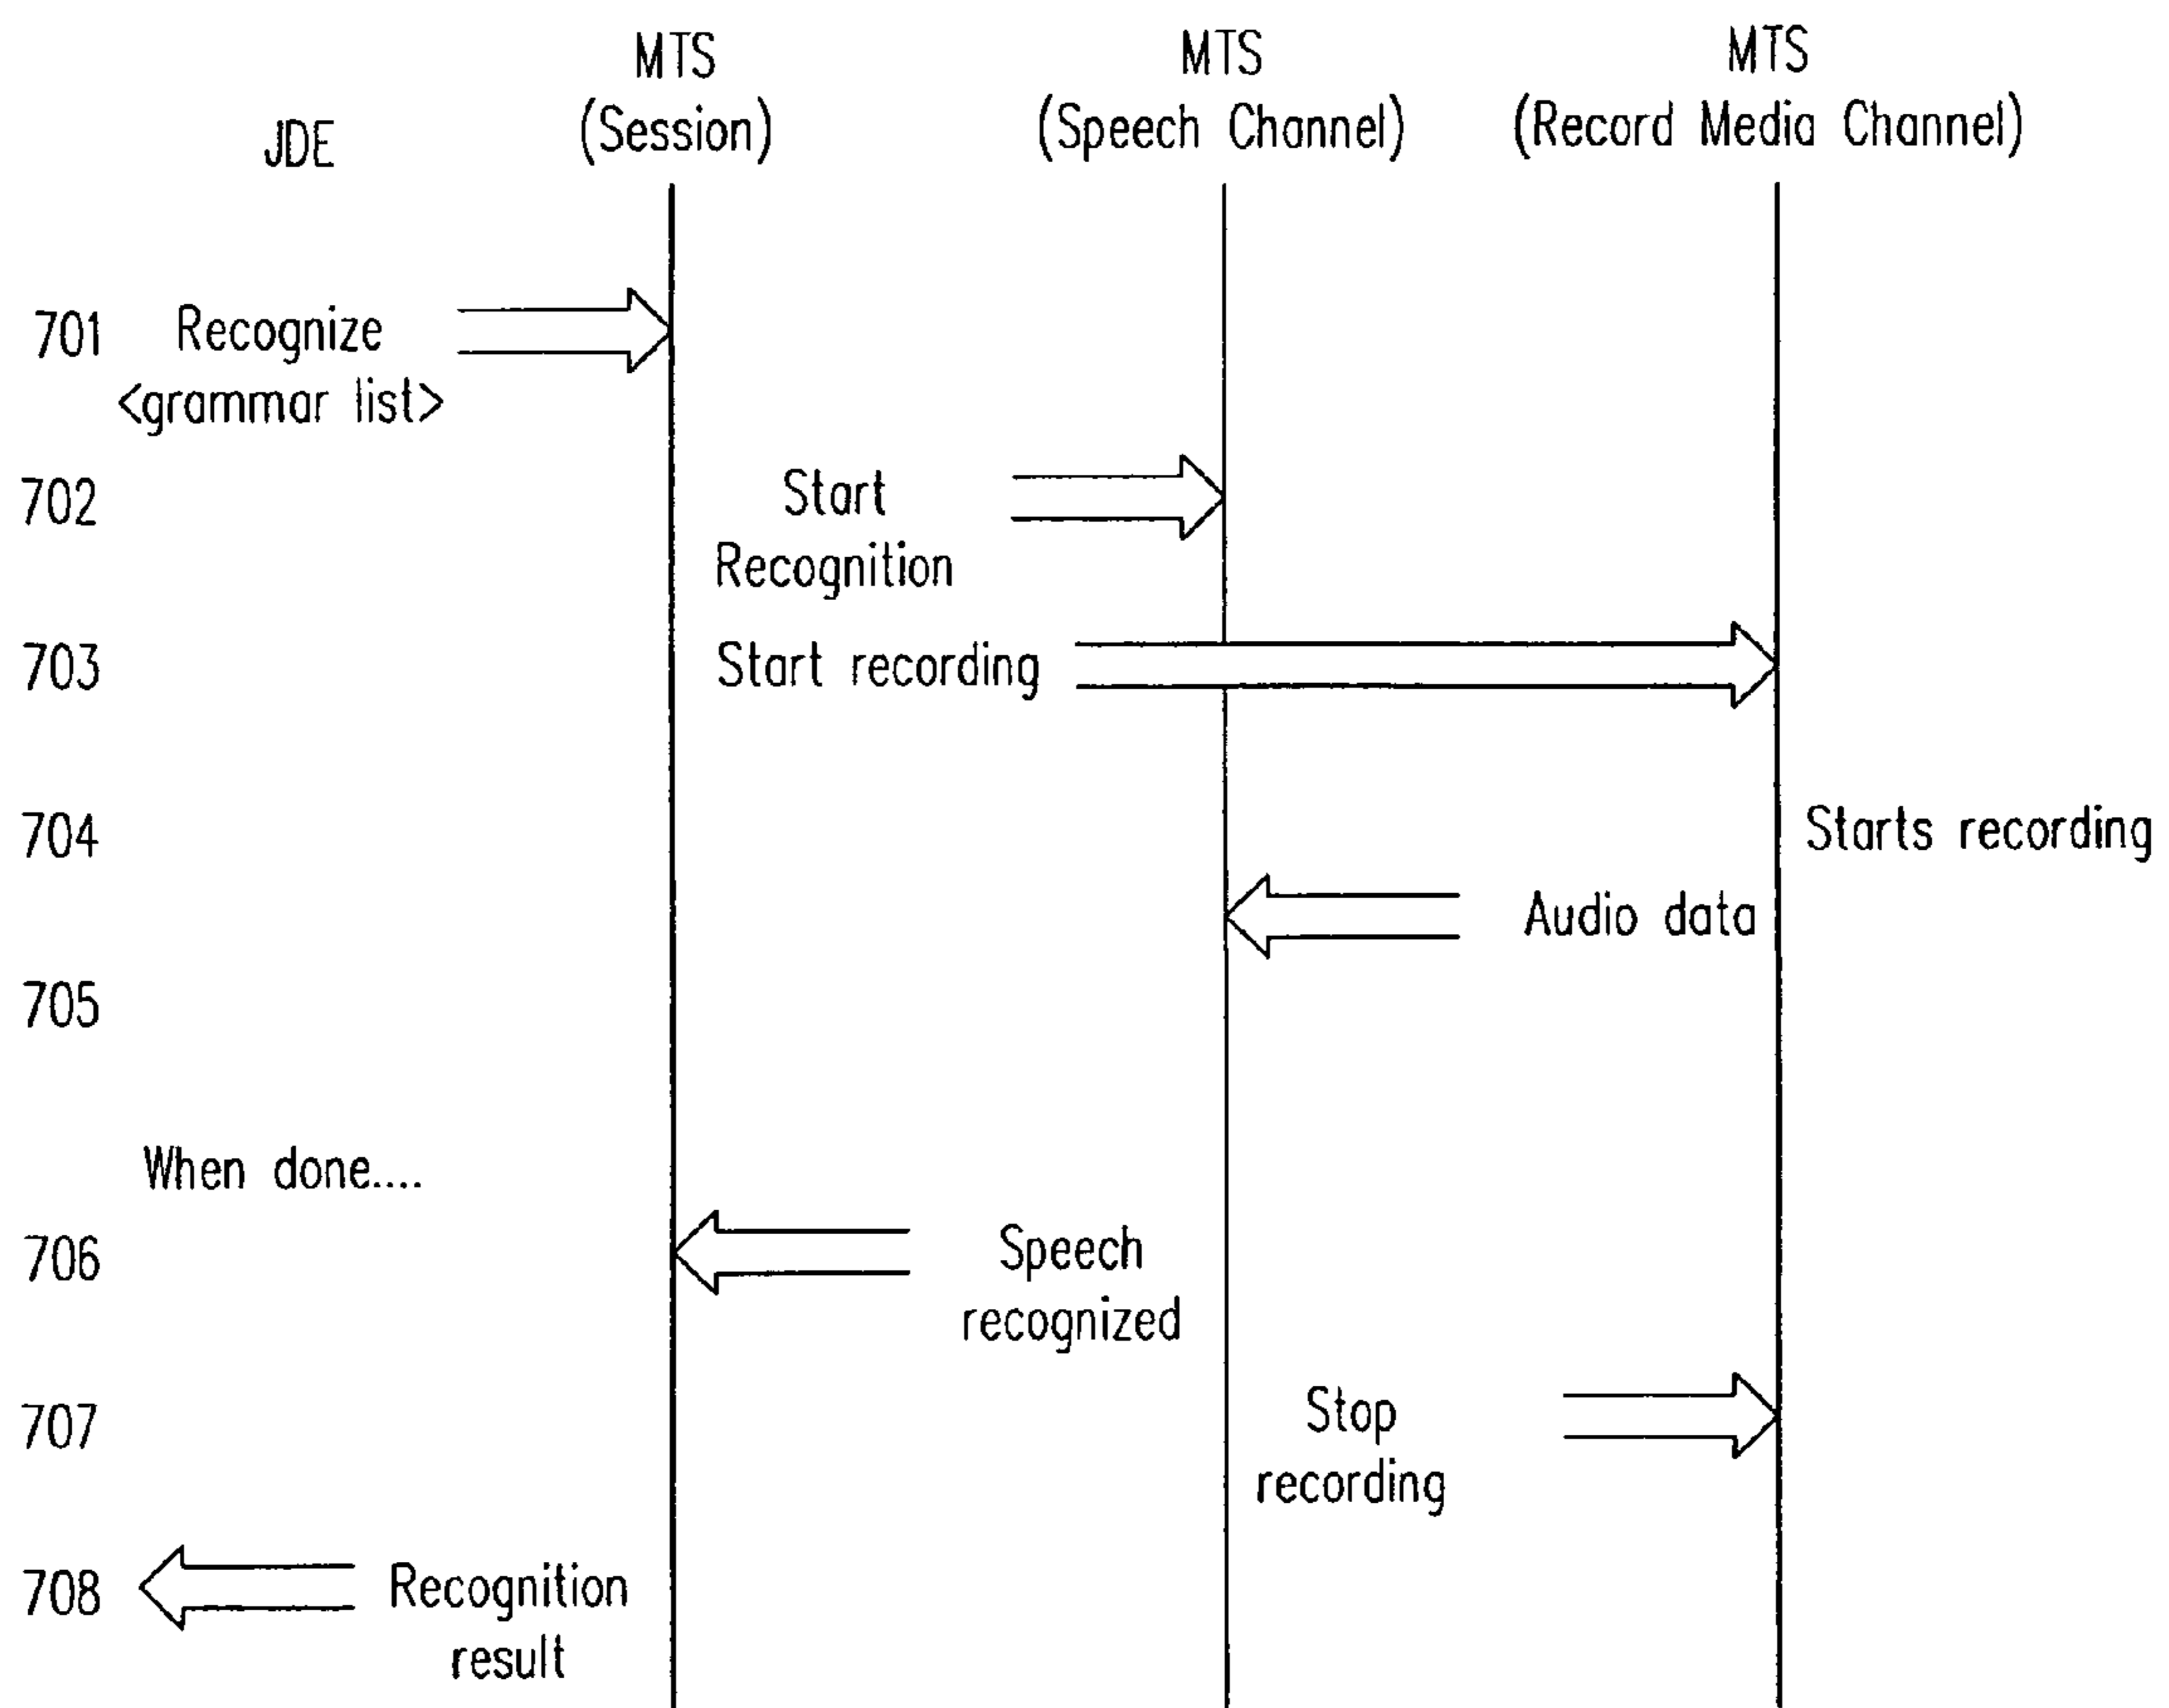 JDE
MTS
(Session)
MTS
(Speech Channel)
MTS
(Record Media Channel)
701
Recognize
<grammar list>
702
Start
Recognition
703
Start recording
704
Starts recording
Audio data
705
When done....
706
Speech
recognized
707
Stop
recording
708
Recognition
result